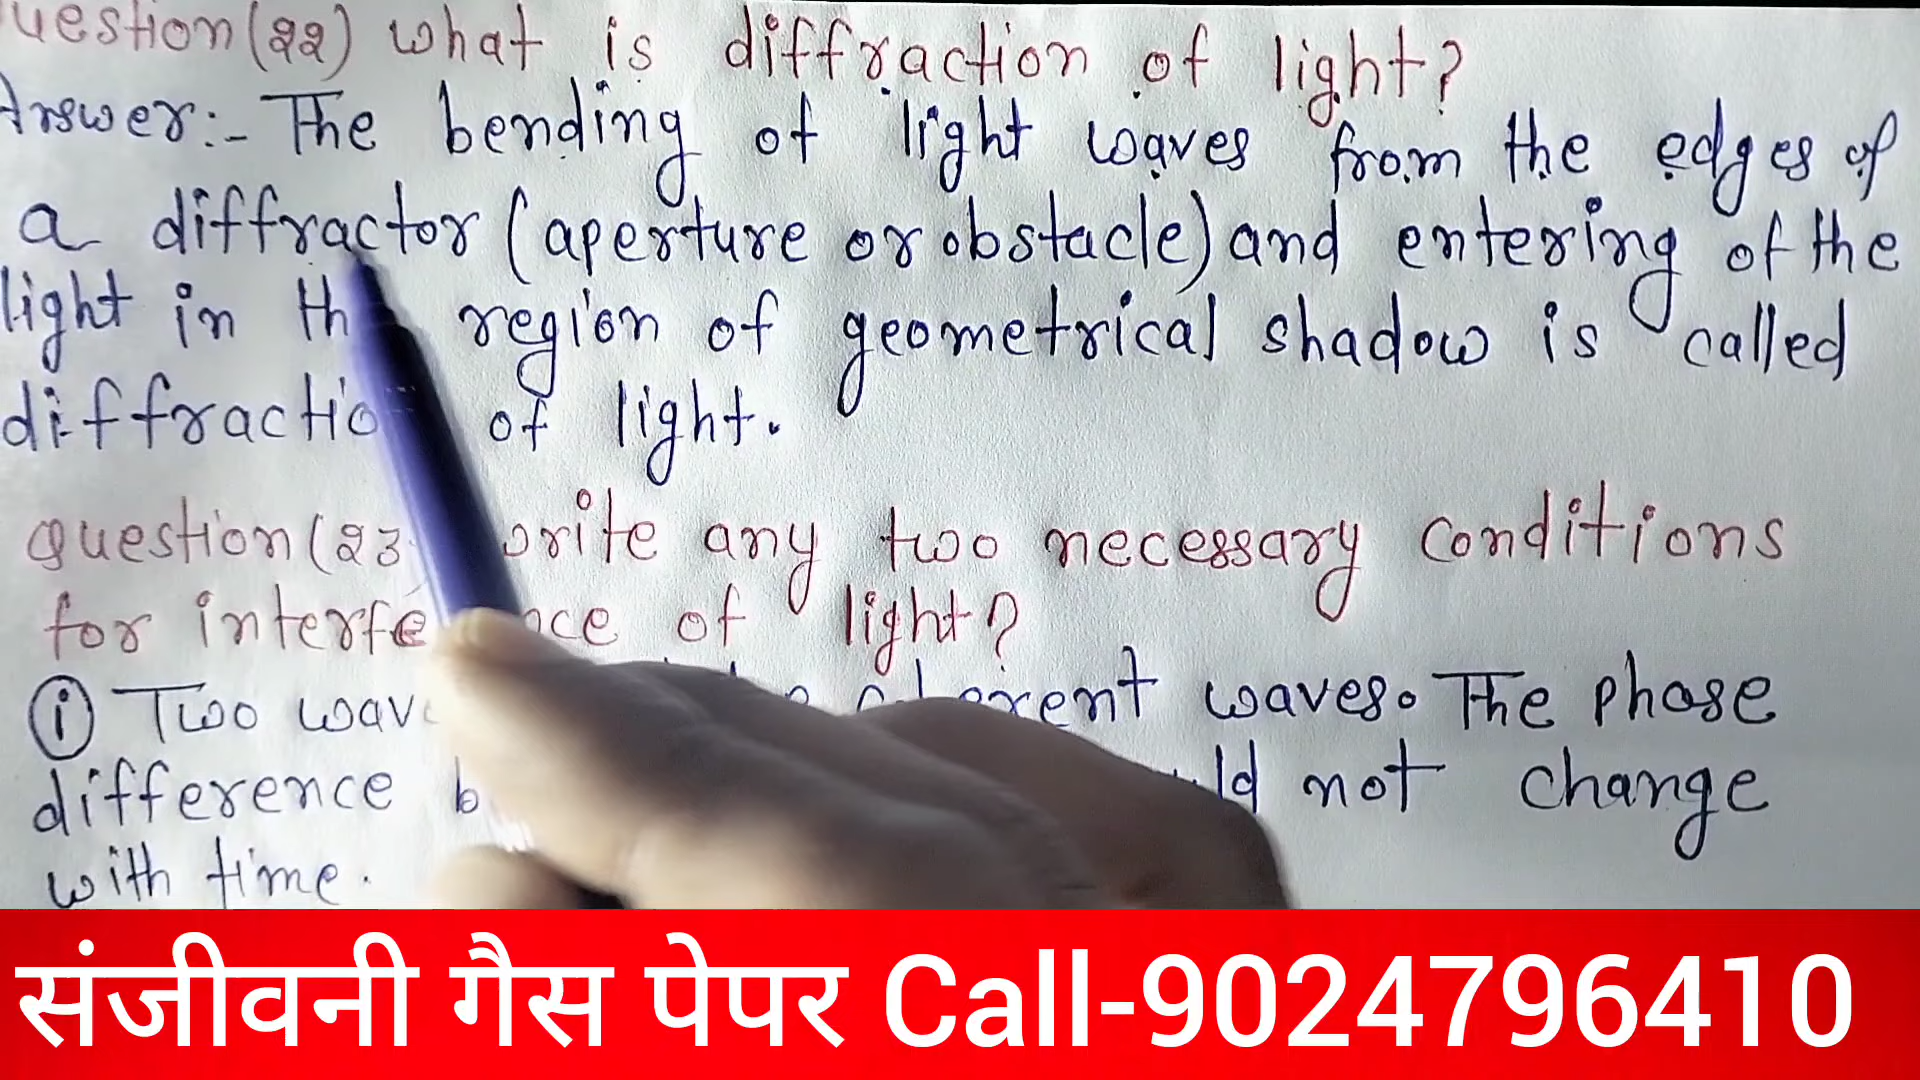 uestion(22) what is diffraction of light?
Answer:- The bending of light waves from the edges of
a diffractor (aperture or obstacle) and entering of the
light in th region of geometrical shadow is called
diffractio of light.
Question(23 write any two necessary conditions
for interfe nce of light?
(i) Two wav coherent waves. The phase
difference b ld not change
with time.
संजीवनी गैस पेपर Call-9024796410